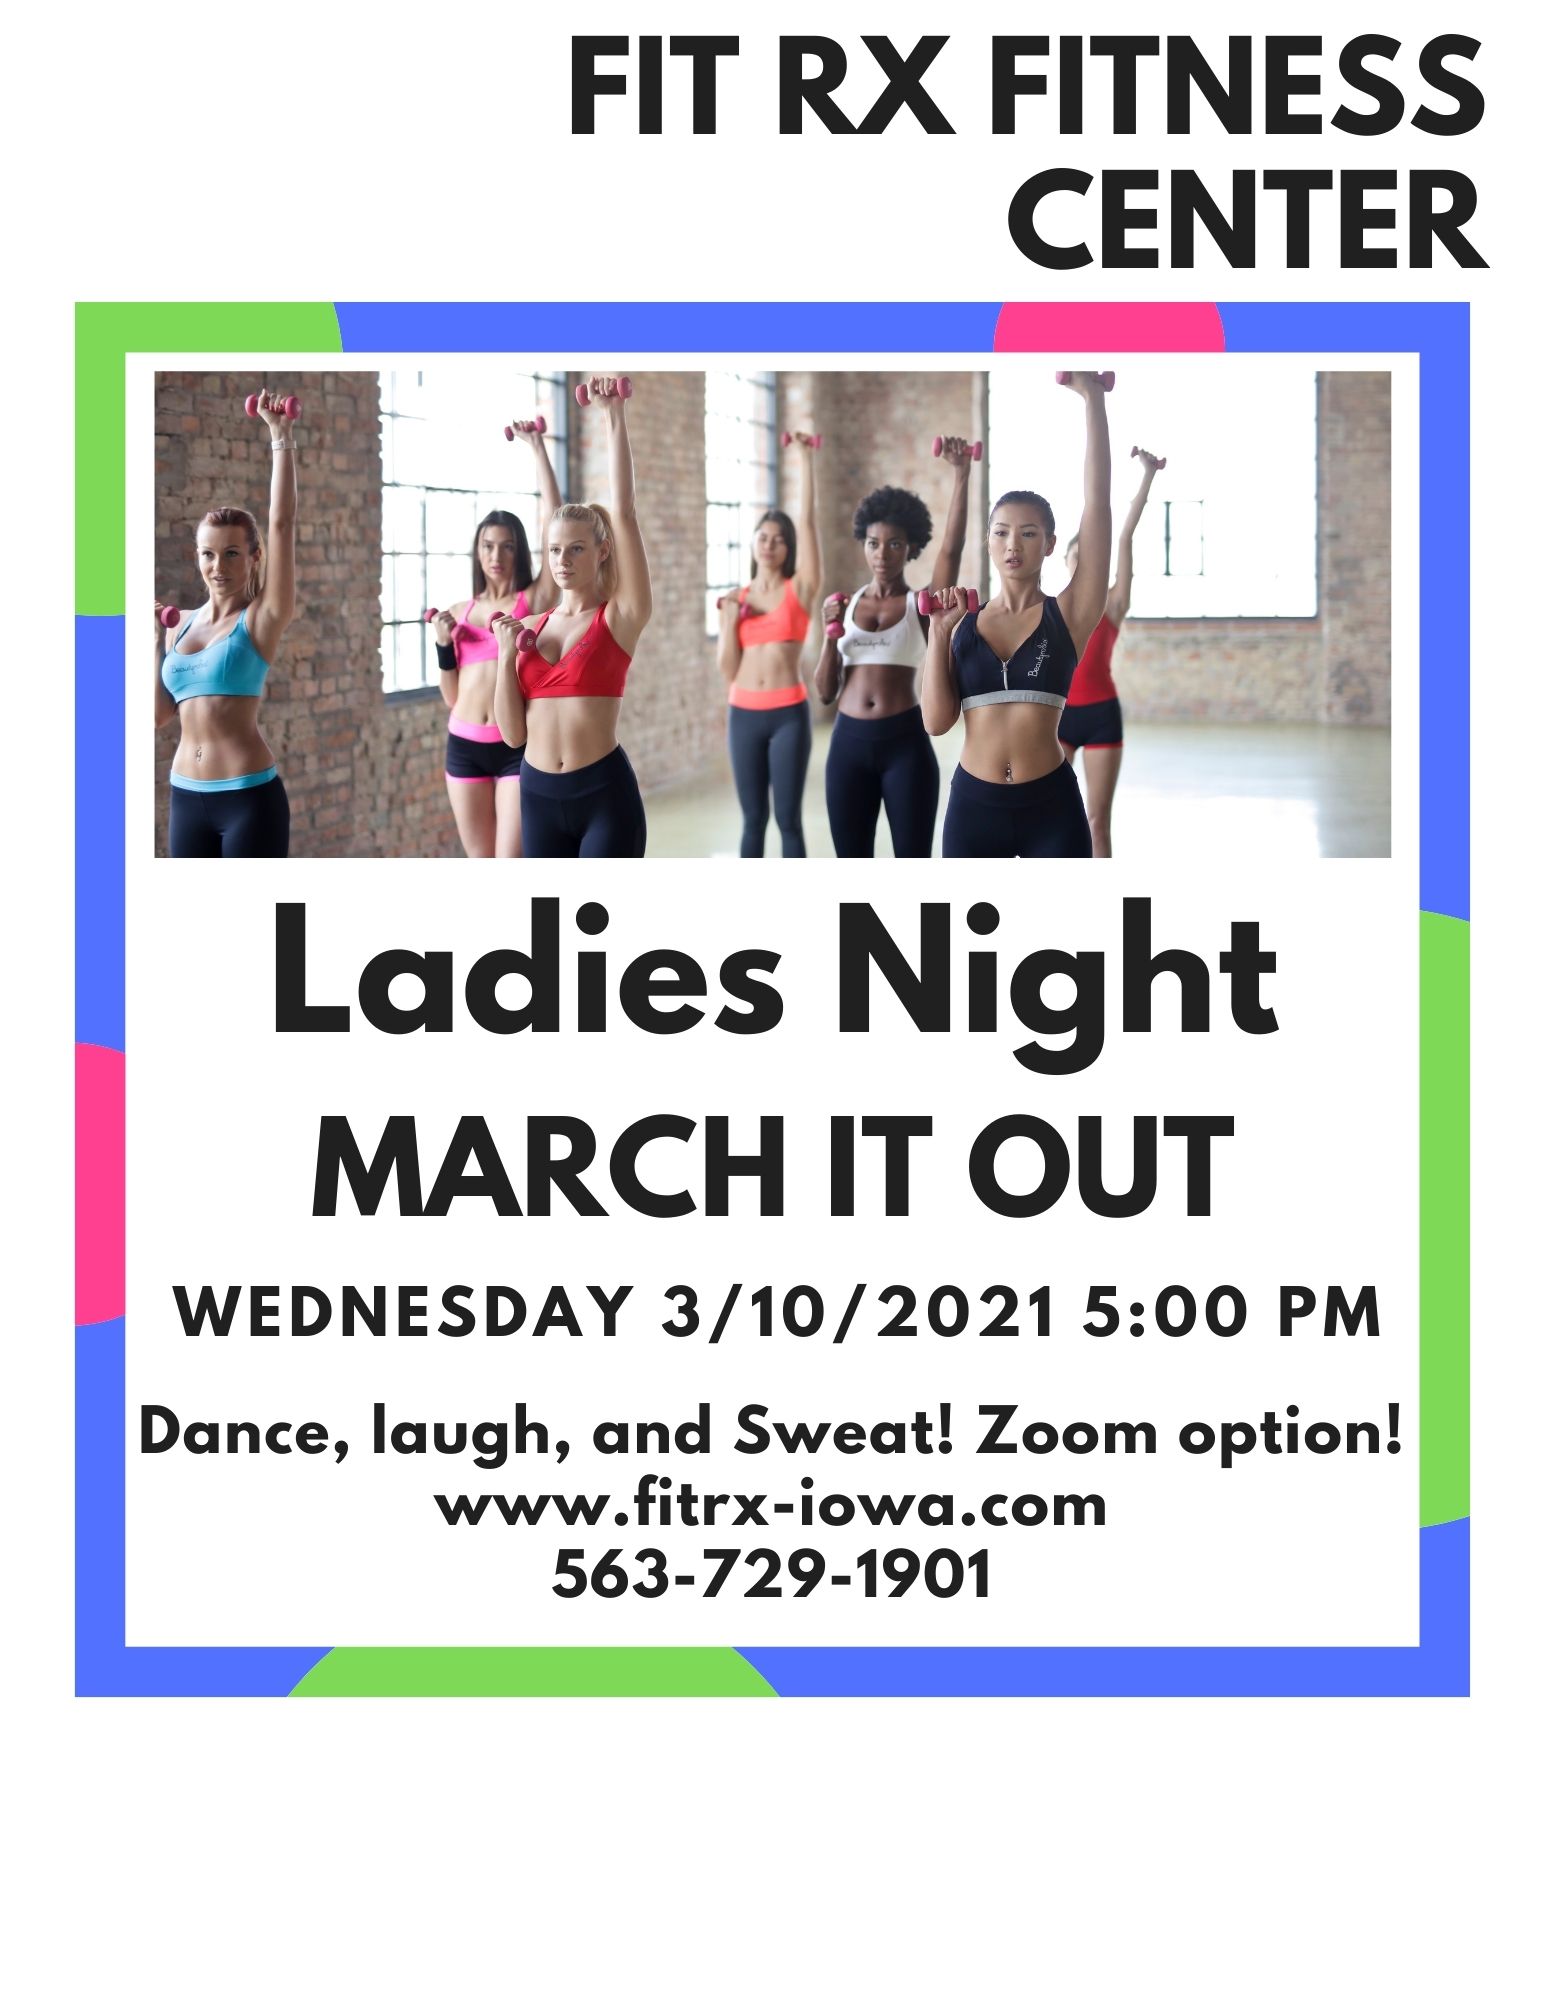 FIT RX FITNESS
CENTER
Ladies Night
MARCH IT OUT
WEDNESDAY 3/10/2021 5:00 PM
Dance, laugh, and Sweat! Zoom option!
www.fitrx-iowa.com
563-729-1901